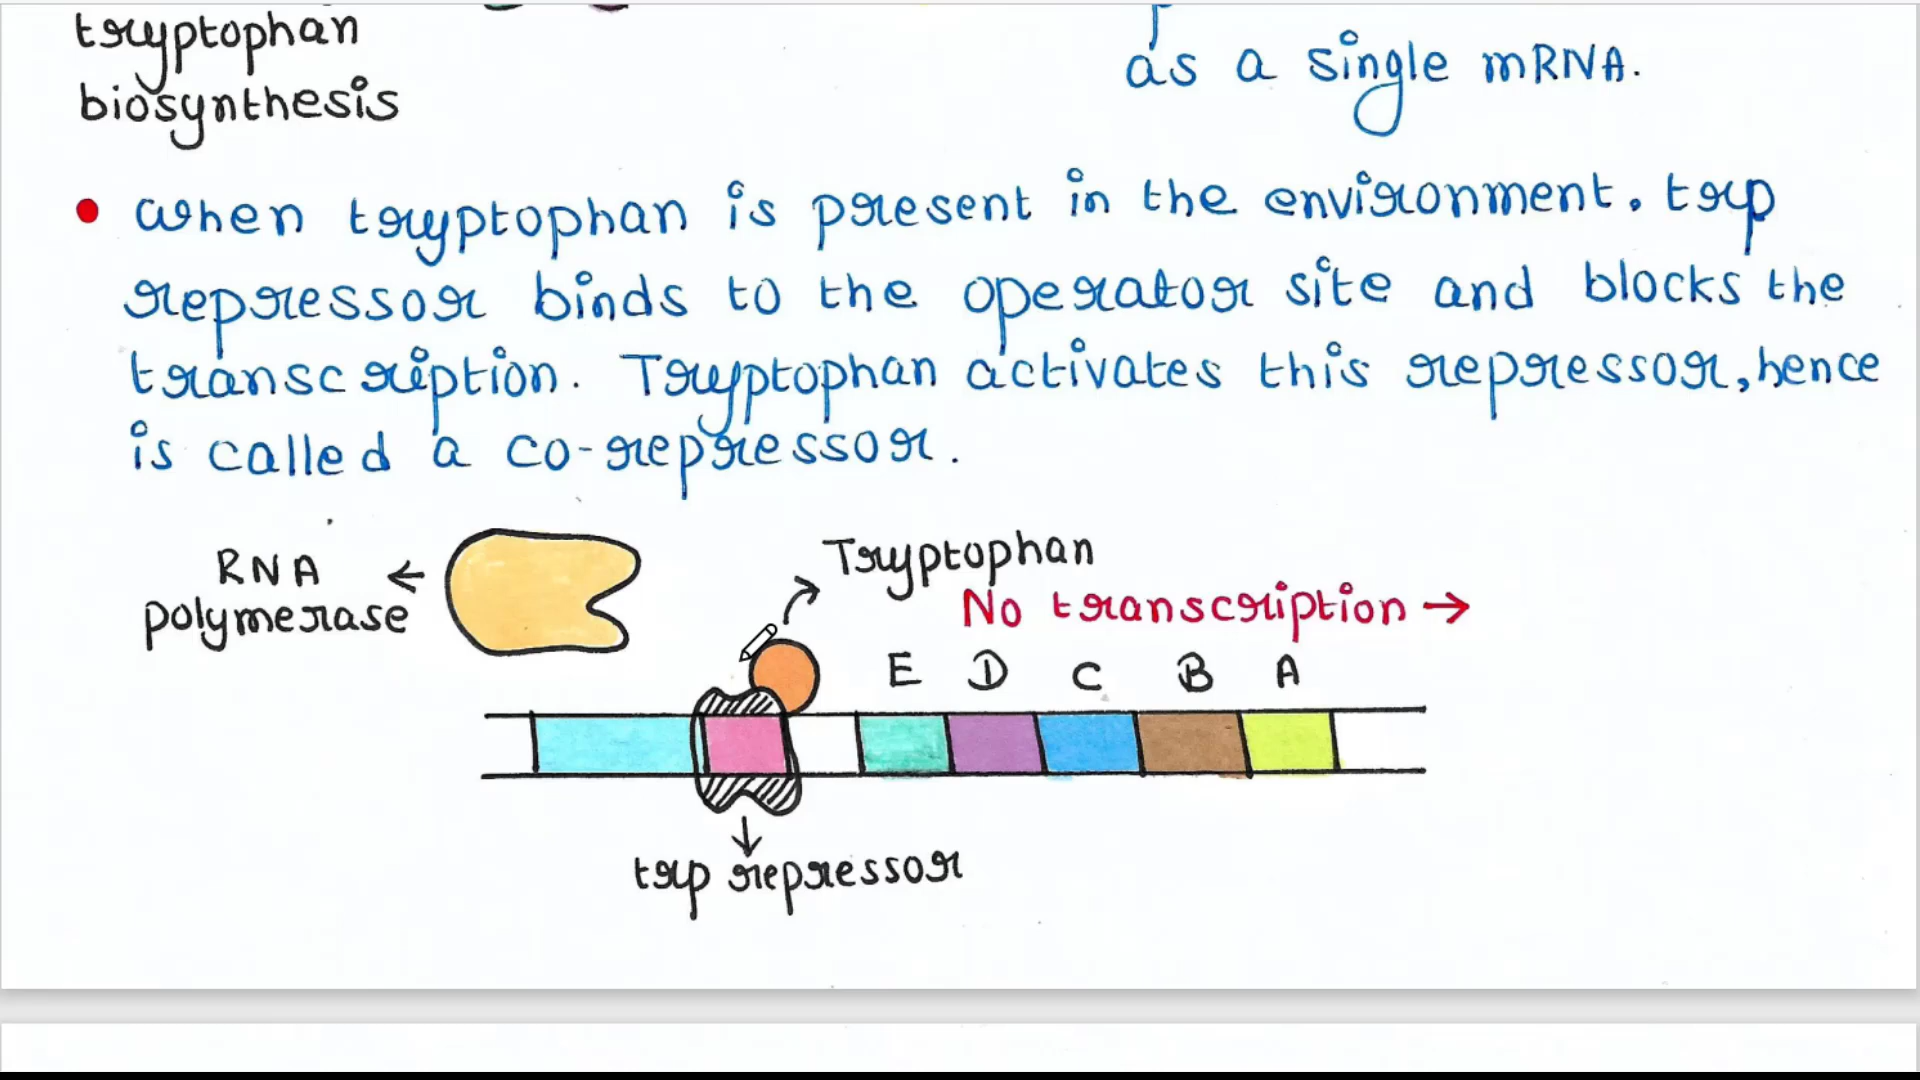 tryptophan
biosynthesis
as a single mRNA.
• when tryptophan is present in the environment. trp
repressor binds to the operator site and blocks the
transcription. Tryptophan activates this repressor, hence
is called a co-repressor.
RNA ←
polymerase
Tryptophan
No transcription →
E D C B A
↓
trp repressor